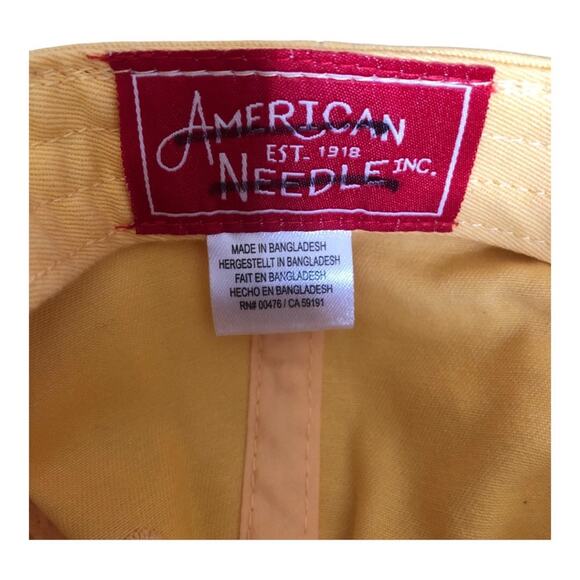 AMERICAN
EST- 1918
NEEDLE INC.
MADE IN BANGLADESH
HERGESTELLT IN BANGLADESH
FAIT EN BANGLADESH
HECHO EN BANGLADESH
RN# 00476 / CA 59191